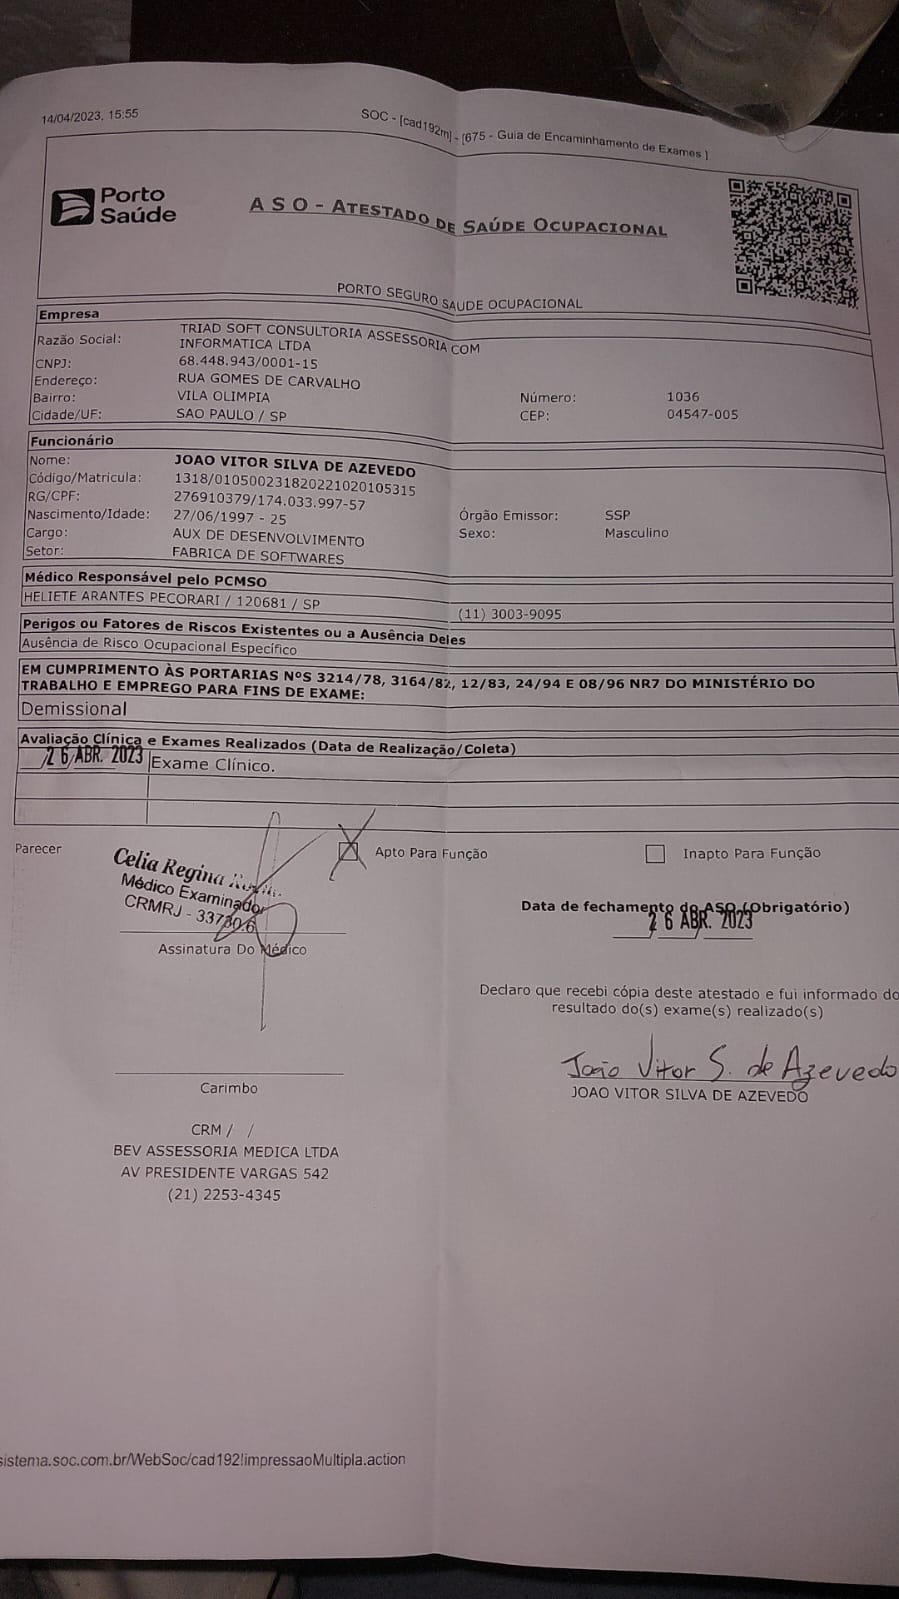 14/04/2023, 15:55
SOC - [cad192m] - [675 - Guia de Encaminhamento de Exames ]
Porto
Saúde
A S O - ATESTADO DE SAÚDE OCUPACIONAL
PORTO SEGURO SAUDE OCUPACIONAL
Empresa
Razão Social: TRIAD SOFT CONSULTORIA ASSESSORIA COM
INFORMATICA LTDA
CNPJ: 68.448.943/0001-15
Endereço: RUA GOMES DE CARVALHO
Bairro: VILA OLIMPIA Número: 1036
Cidade/UF: SAO PAULO / SP CEP: 04547-005
Funcionário
Nome: JOAO VITOR SILVA DE AZEVEDO
Código/Matricula: 1318/010500231820221020105315
RG/CPF: 276910379/174.033.997-57
Nascimento/Idade: 27/06/1997 - 25 Órgão Emissor: SSP
Cargo: AUX DE DESENVOLVIMENTO Sexo: Masculino
Setor: FABRICA DE SOFTWARES
Médico Responsável pelo PCMSO
HELIETE ARANTES PECORARI / 120681 / SP (11) 3003-9095
Perigos ou Fatores de Riscos Existentes ou a Ausência Deles
Ausência de Risco Ocupacional Específico
EM CUMPRIMENTO ÀS PORTARIAS NºS 3214/78, 3164/82, 12/83, 24/94 E 08/96 NR7 DO MINISTÉRIO DO
TRABALHO E EMPREGO PARA FINS DE EXAME:
Demissional
Avaliação Clínica e Exames Realizados (Data de Realização/Coleta)
26 ABR. 2023 Exame Clínico.
Parecer
Apto Para Função Inapto Para Função
Celia Regina
Médico Examinador
CRMRJ - 33730.6
Assinatura Do Médico
Data de fechamento do ASO (Obrigatório)
26 ABR. 2023
Declaro que recebi cópia deste atestado e fui informado do
resultado do(s) exame(s) realizado(s)
João Vitor S. de Azevedo
JOAO VITOR SILVA DE AZEVEDO
Carimbo
CRM / /
BEV ASSESSORIA MEDICA LTDA
AV PRESIDENTE VARGAS 542
(21) 2253-4345
sistema.soc.com.br/WebSoc/cad192!impressaoMultipla.action